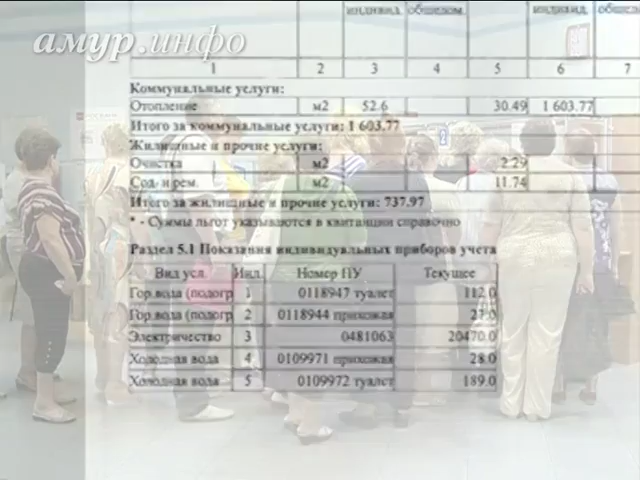 амур.инфо
индивид. общедом. индивид. общедом.
1 2 3 4 5 6 7
Коммунальные услуги:
Отопление м2 52.6 30.49 1 603.77
Итого за коммунальные услуги: 1 603.77
Жилищные и прочие услуги:
Очистка м2 2.29
Сод. и рем. м2 11.74
Итого за жилищные и прочие услуги: 737.97
* - Суммы льгот указываются в квитанции справочно
Раздел 5.1 Показания индивидуальных приборов учета
Вид усл. Инд. Номер ПУ Текущее
Гор.вода (подогр 1 0118947 туалет 112.0
Гор.вода (подогр 2 0118944 прихожая 27.0
Электричество 3 0481063 20470.0
Холодная вода 4 0109971 прихожая 28.0
Холодная вода 5 0109972 туалет 189.0